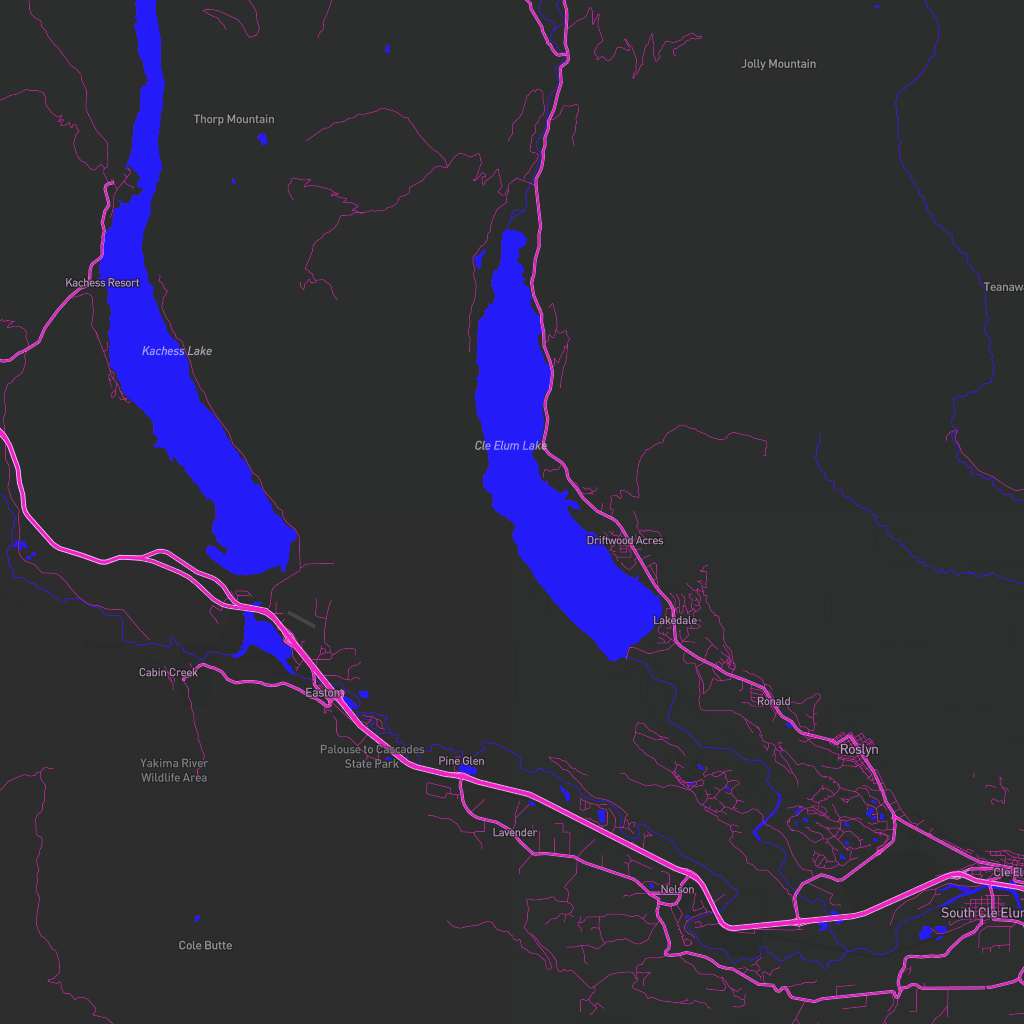 Jolly Mountain
Thorp Mountain
Kachess Resort
Teanawa
Kachess Lake
Cle Elum Lake
Driftwood Acres
Lakedale
Cabin Creek
Easton
Ronald
Roslyn
Palouse to Cascades
State Park
Pine Glen
Yakima River
Wildlife Area
Lavender
Cle El
Nelson
South Cle Elum
Cole Butte